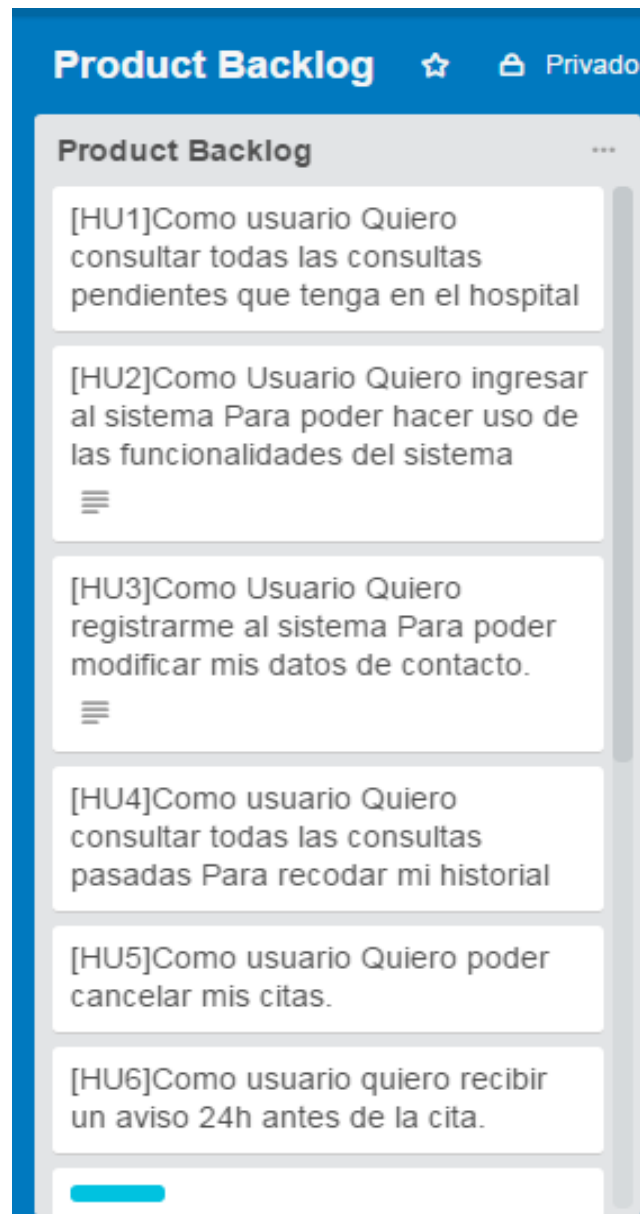 Product Backlog Privado
Product Backlog
[HU1]Como usuario Quiero
consultar todas las consultas
pendientes que tenga en el hospital
[HU2]Como Usuario Quiero ingresar
al sistema Para poder hacer uso de
las funcionalidades del sistema
[HU3]Como Usuario Quiero
registrarme al sistema Para poder
modificar mis datos de contacto.
[HU4]Como usuario Quiero
consultar todas las consultas
pasadas Para recodar mi historial
[HU5]Como usuario Quiero poder
cancelar mis citas.
[HU6]Como usuario quiero recibir
un aviso 24h antes de la cita.